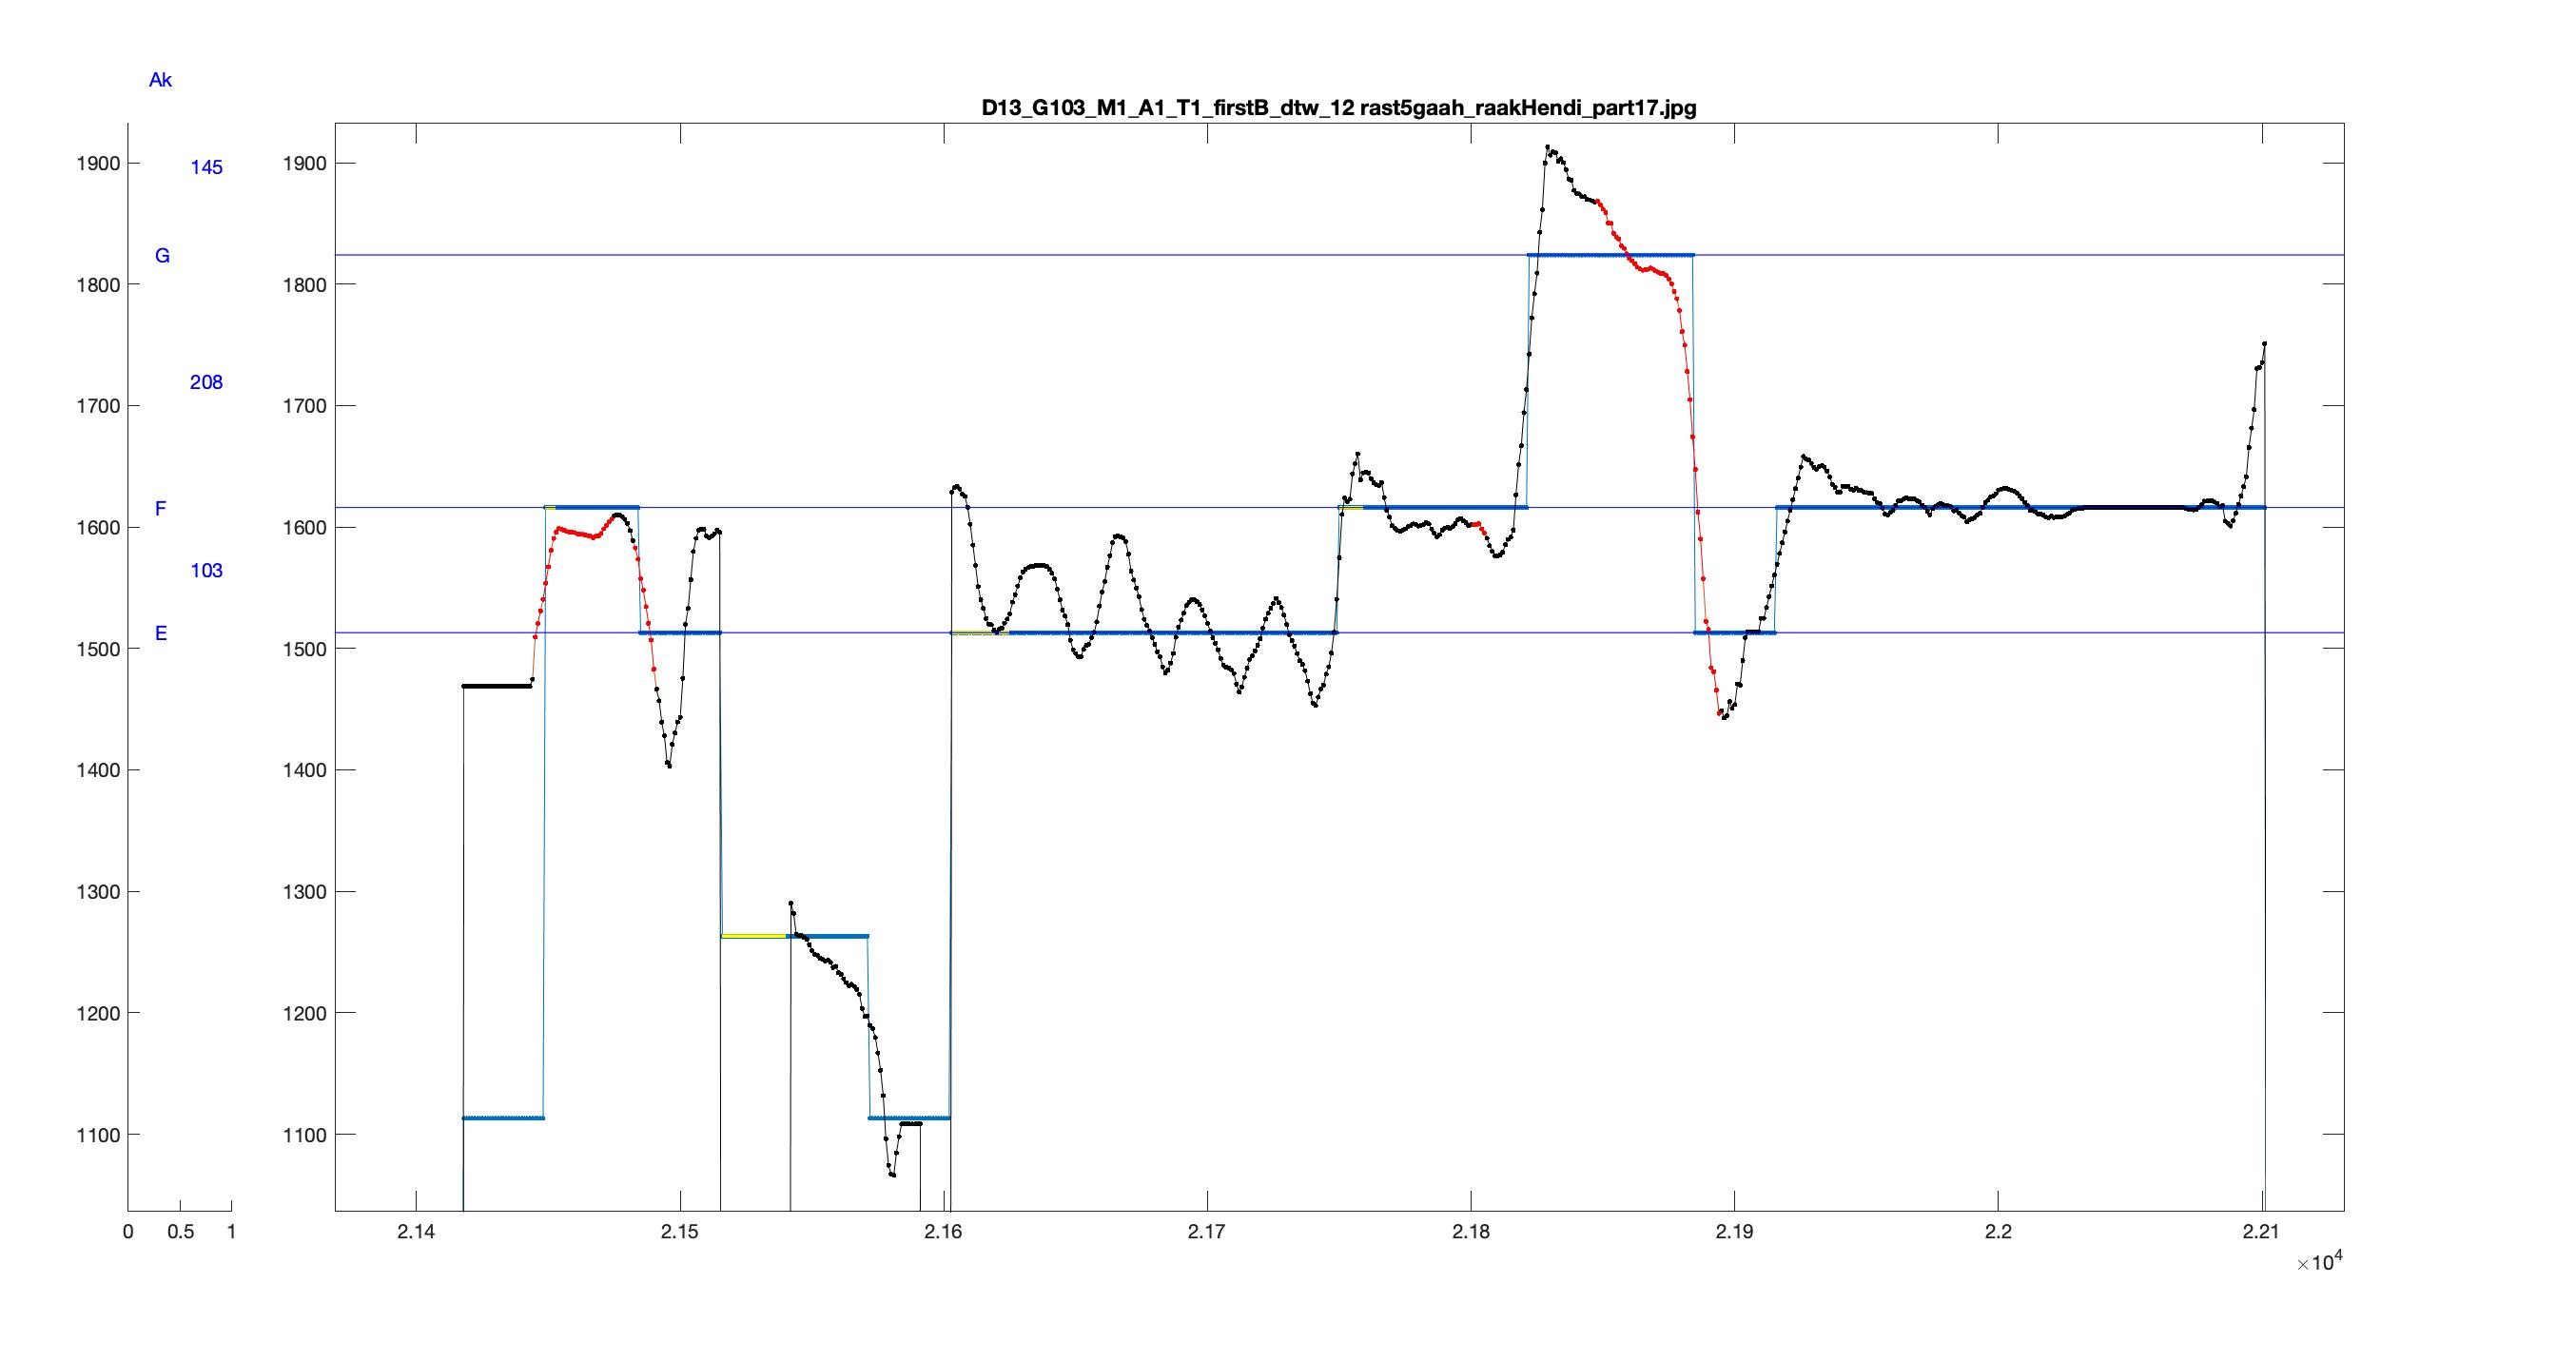 Ak
D13_G103_M1_A1_T1_firstB_dtw_12 rast5gaah_raakHendi_part17.jpg
1900 145 1900
G
1800 1800
208
1700 1700
F
1600 1600
103
E
1500 1500
1400 1400
1300 1300
1200 1200
1100 1100
0 0.5 1 2.14 2.15 2.16 2.17 2.18 2.19 2.2 2.21
×10⁴